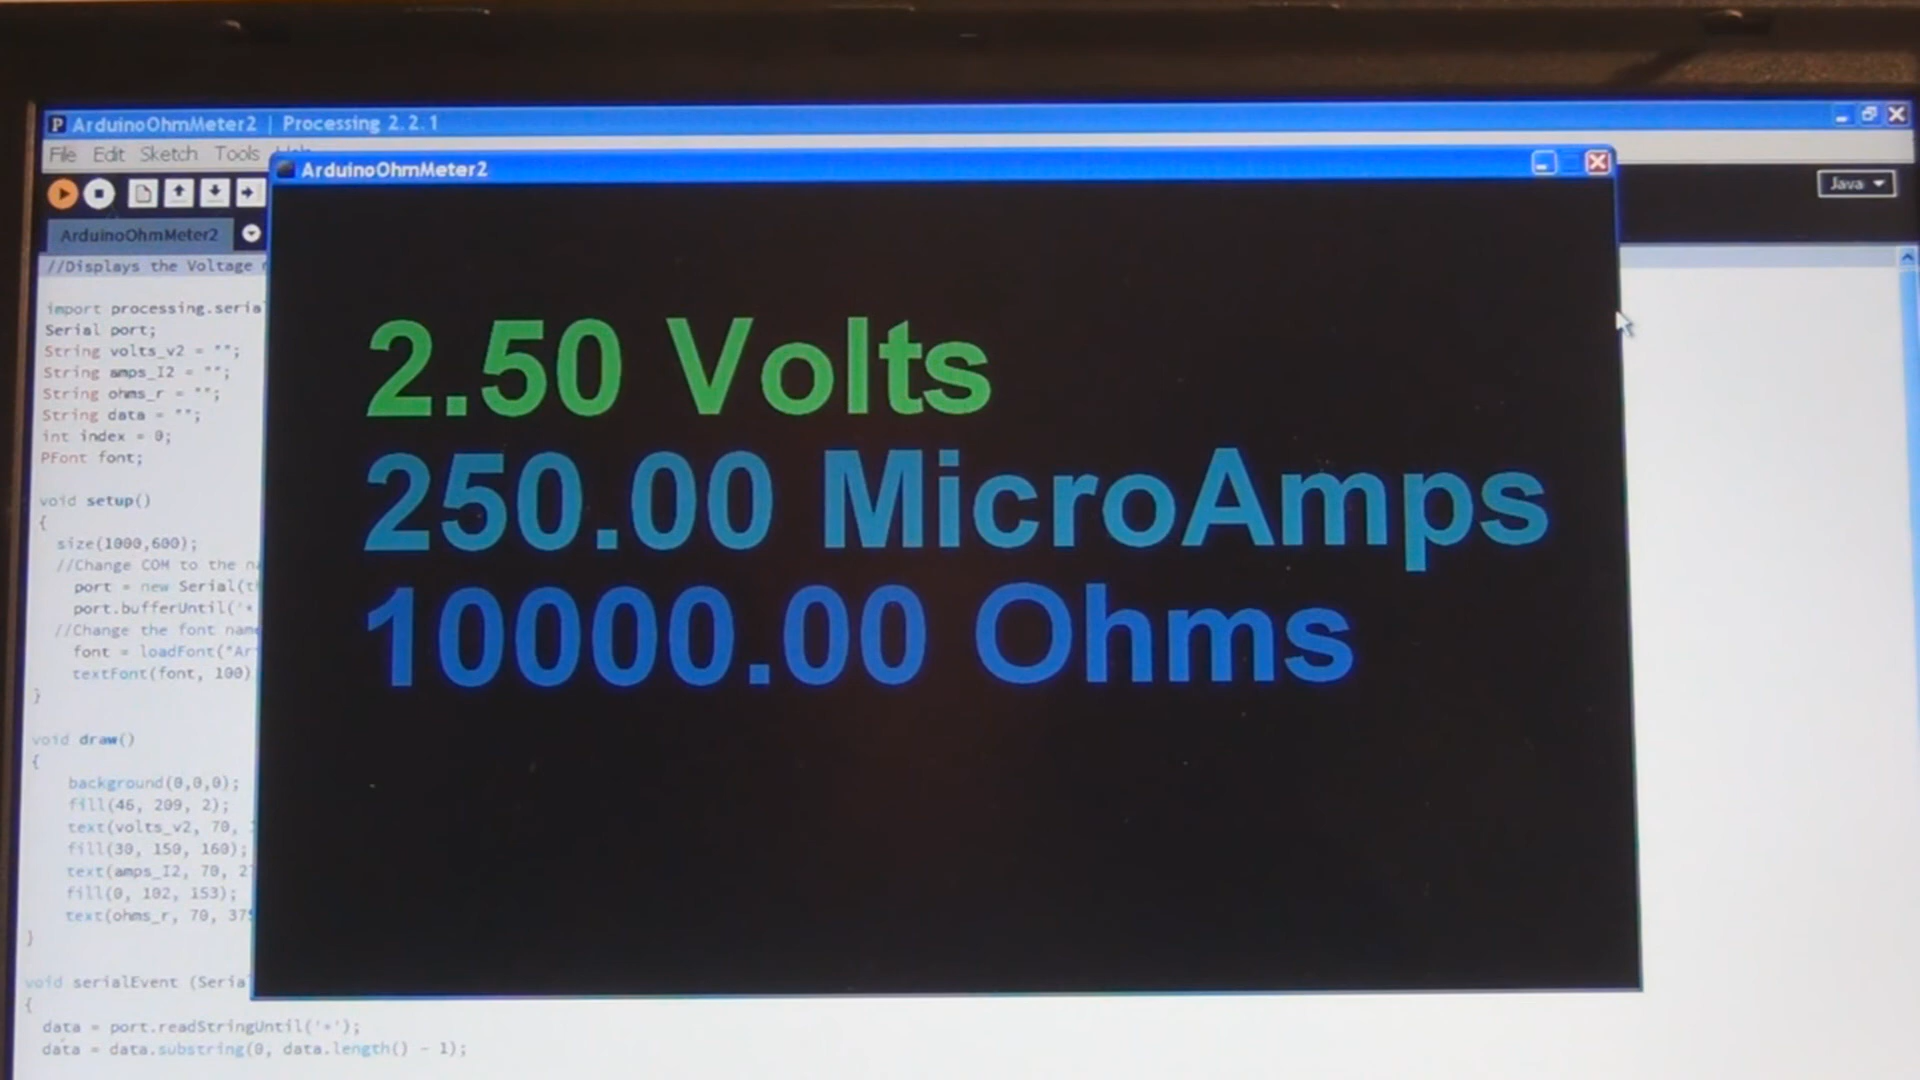 ArduinoOhmMeter2 | Processing 2.2.1
File Edit Sketch Tools
ArduinoOhmMeter2
Java
ArduinoOhmMeter2
//Displays the Voltage
import processing.seria
Serial port;
String volts_v2 = "";
String amps_I2 = "";
String ohms_r = "";
String data = "";
int index = 0;
PFont font;
void setup()
{
size(1000,600);
//Change COM to the
port = new Serial(t
port.bufferUntil('
//Change the font name
font = loadFont("Ar
textFont(font, 100)
}
void draw()
{
background(0,0,0);
fill(46, 209, 2);
text(volts_v2, 70,
fill(30, 150, 160);
text(amps_I2, 70, 2
fill(0, 102, 153);
text(ohms_r, 70, 375
}
void serialEvent (Seria
{
data = port.readStringUntil('*');
data = data.substring(0, data.length() - 1);
2.50 Volts
250.00 MicroAmps
10000.00 Ohms